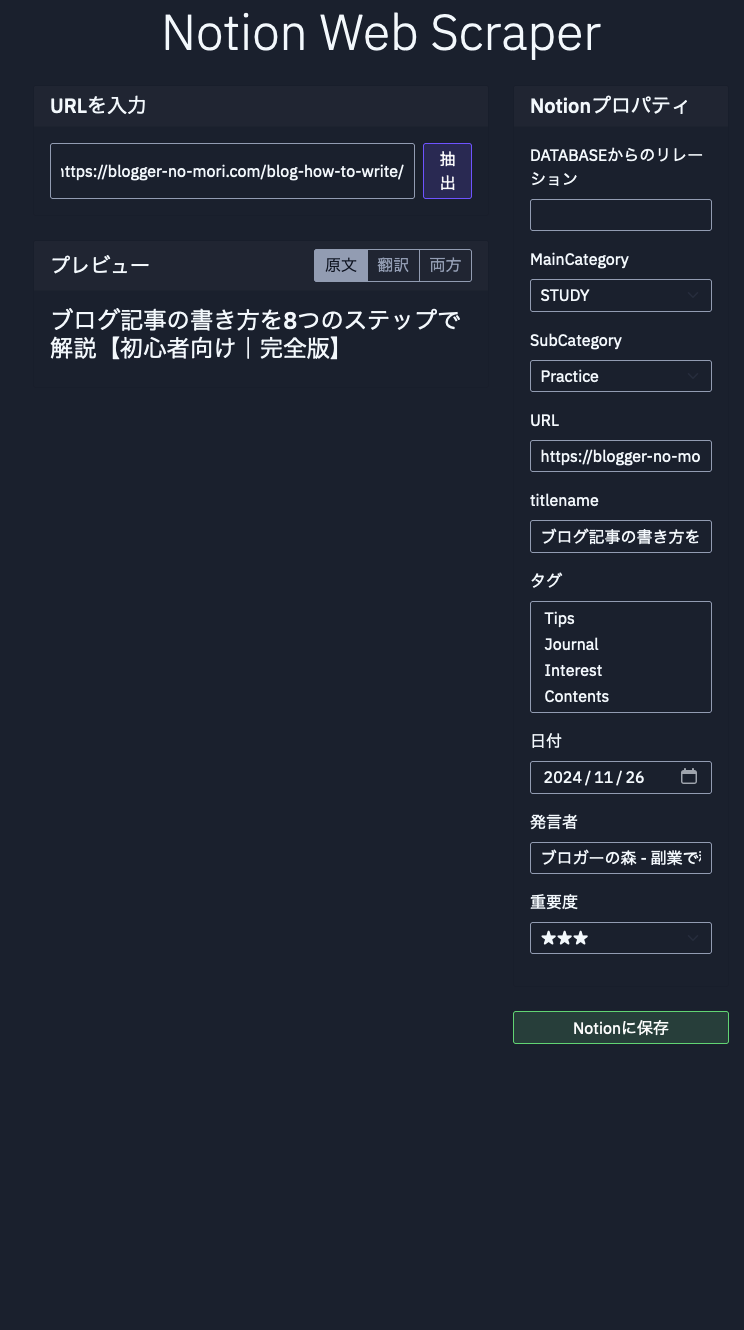 Notion Web Scraper
URLを入力
ttps://blogger-no-mori.com/blog-how-to-write/
抽
出
プレビュー
原文 翻訳 両方
ブログ記事の書き方を8つのステップで
解説【初心者向け｜完全版】
Notionプロパティ
DATABASEからのリレー
ション
MainCategory
STUDY
SubCategory
Practice
URL
https://blogger-no-mo
titlename
ブログ記事の書き方を
タグ
Tips
Journal
Interest
Contents
日付
2024/11/26
発言者
ブロガーの森 - 副業で
重要度
★★★
Notionに保存